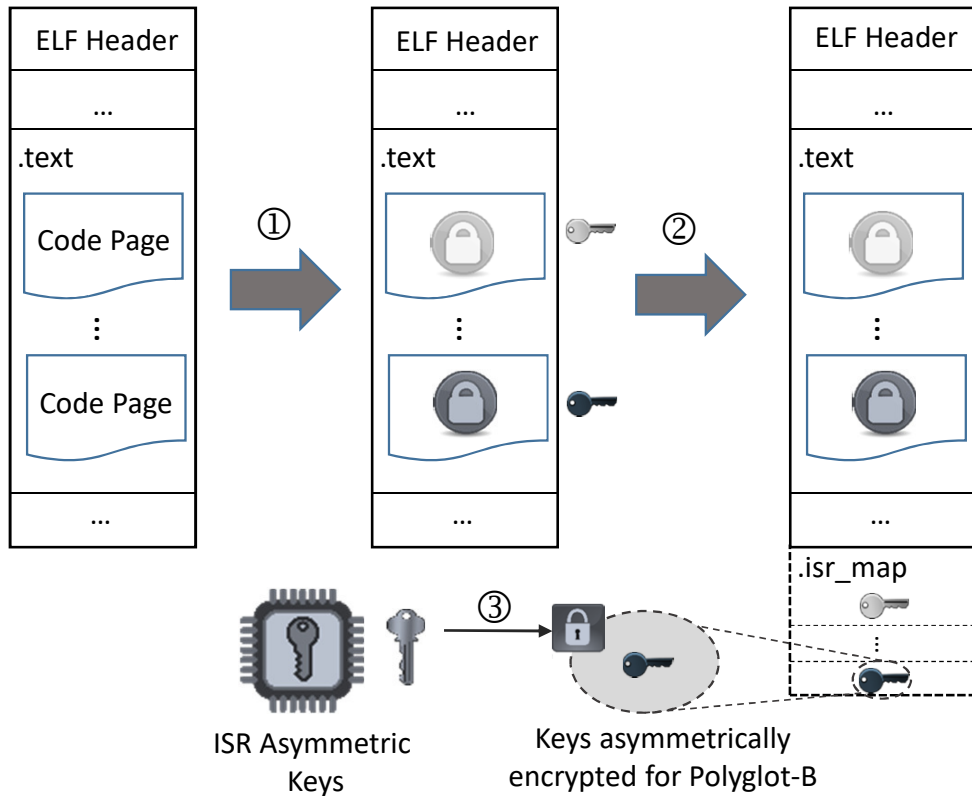 ELF Header
...
.text
Code Page
⋮
Code Page
...
①
ELF Header
...
.text
⋮
...
②
ELF Header
...
.text
⋮
...
.isr_map
⋮
③
ISR Asymmetric
Keys
Keys asymmetrically
encrypted for Polyglot-B